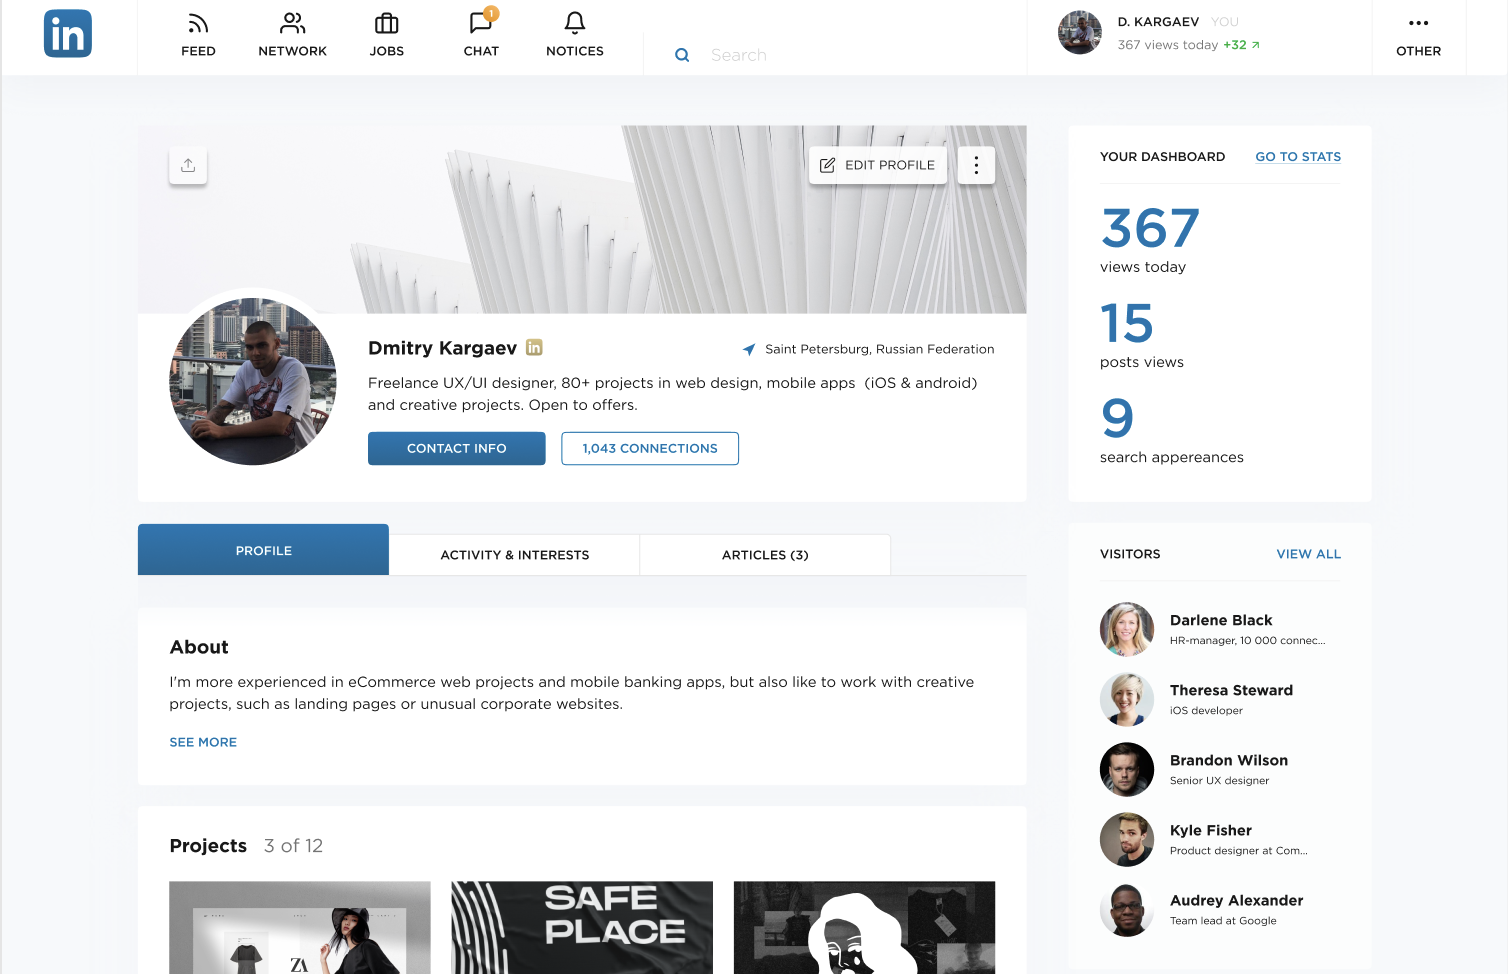 in
FEED
NETWORK
JOBS
1
CHAT
NOTICES
Search
D. KARGAEV YOU
367 views today +32
OTHER
EDIT PROFILE
Dmitry Kargaev in
Saint Petersburg, Russian Federation
Freelance UX/UI designer, 80+ projects in web design, mobile apps (iOS & android)
and creative projects. Open to offers.
CONTACT INFO
1,043 CONNECTIONS
YOUR DASHBOARD
GO TO STATS
367
views today
15
posts views
9
search appereances
PROFILE
ACTIVITY & INTERESTS
ARTICLES (3)
About
I'm more experienced in eCommerce web projects and mobile banking apps, but also like to work with creative
projects, such as landing pages or unusual corporate websites.
SEE MORE
VISITORS
VIEW ALL
Darlene Black
HR-manager, 10 000 connec...
Theresa Steward
iOS developer
Brandon Wilson
Senior UX designer
Kyle Fisher
Product designer at Com...
Audrey Alexander
Team lead at Google
Projects 3 of 12
SAFE
PLACE